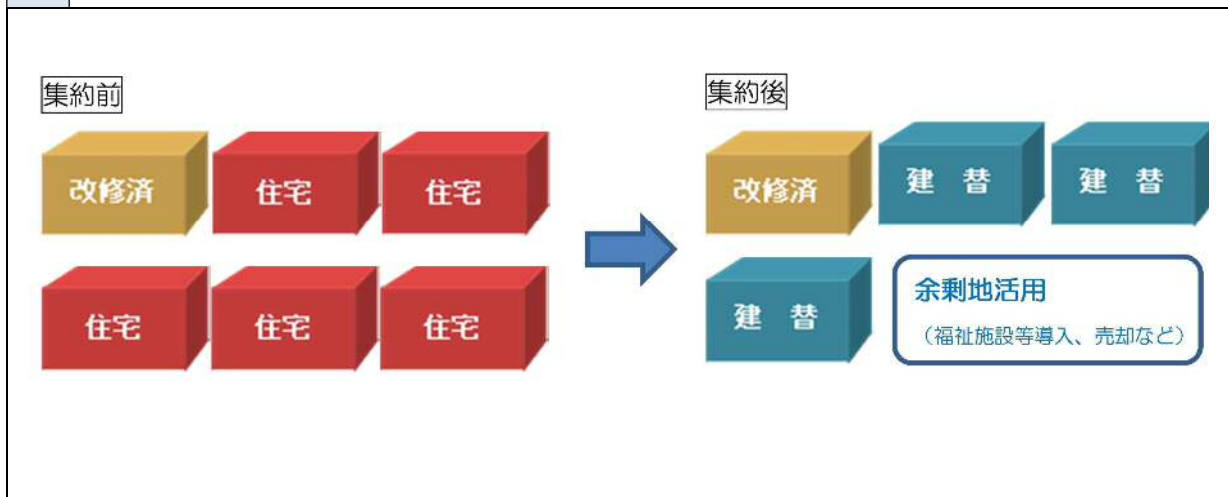 集約前
改修済
住宅
住宅
住宅
住宅
住宅
集約後
改修済
建 替
建 替
建 替
余剰地活用
（福祉施設等導入、売却など）